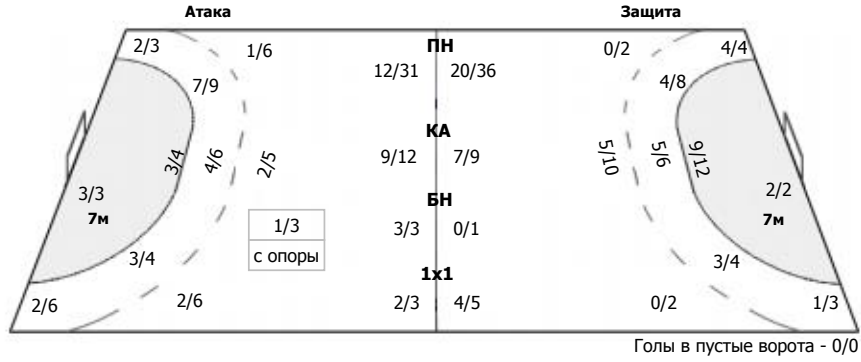 Атака Защита
2/3 1/6 ПН 0/2 4/4
12/31 20/36
7/9 4/8
КА
3/4 4/6 2/5 9/12 7/9 5/10 5/6 9/12
3/3 2/2
7м БН 7м
1/3 3/3 0/1
с опоры
3/4 3/4
1x1
2/6 2/6 2/3 4/5 0/2 1/3
Голы в пустые ворота - 0/0